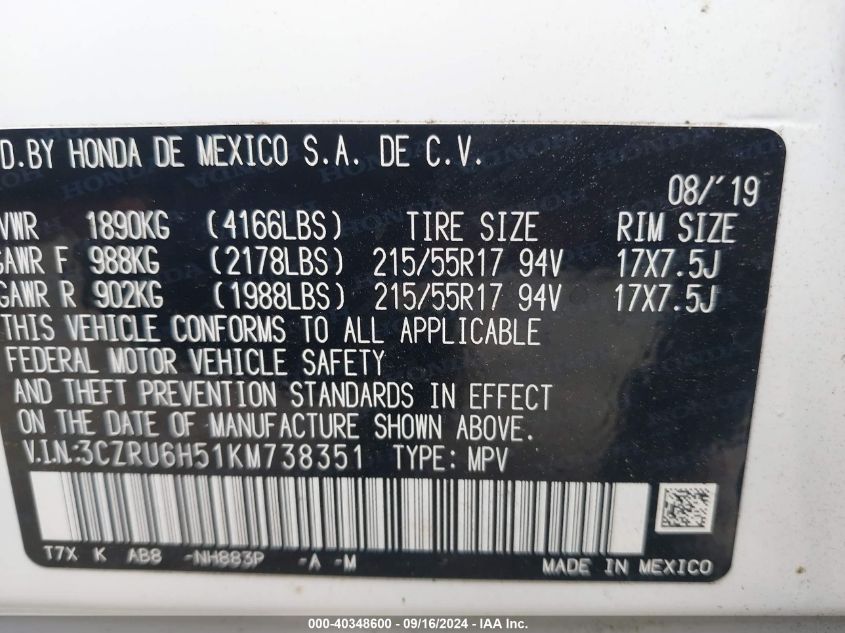 D.BY HONDA DE MEXICO S.A. DE C.V.
08/'19
VWR 1890KG (4166LBS) TIRE SIZE RIM SIZE
GAWR F 988KG (2178LBS) 215/55R17 94V 17X7.5J
GAWR R 902KG (1988LBS) 215/55R17 94V 17X7.5J
THIS VEHICLE CONFORMS TO ALL APPLICABLE
FEDERAL MOTOR VEHICLE SAFETY
AND THEFT PREVENTION STANDARDS IN EFFECT
ON THE DATE OF MANUFACTURE SHOWN ABOVE.
V.I.N:3CZRU6H51KM738351 TYPE: MPV
T7X K AB8 -NH883P -A -M MADE IN MEXICO
000-40348600 - 09/16/2024 - IAA Inc.